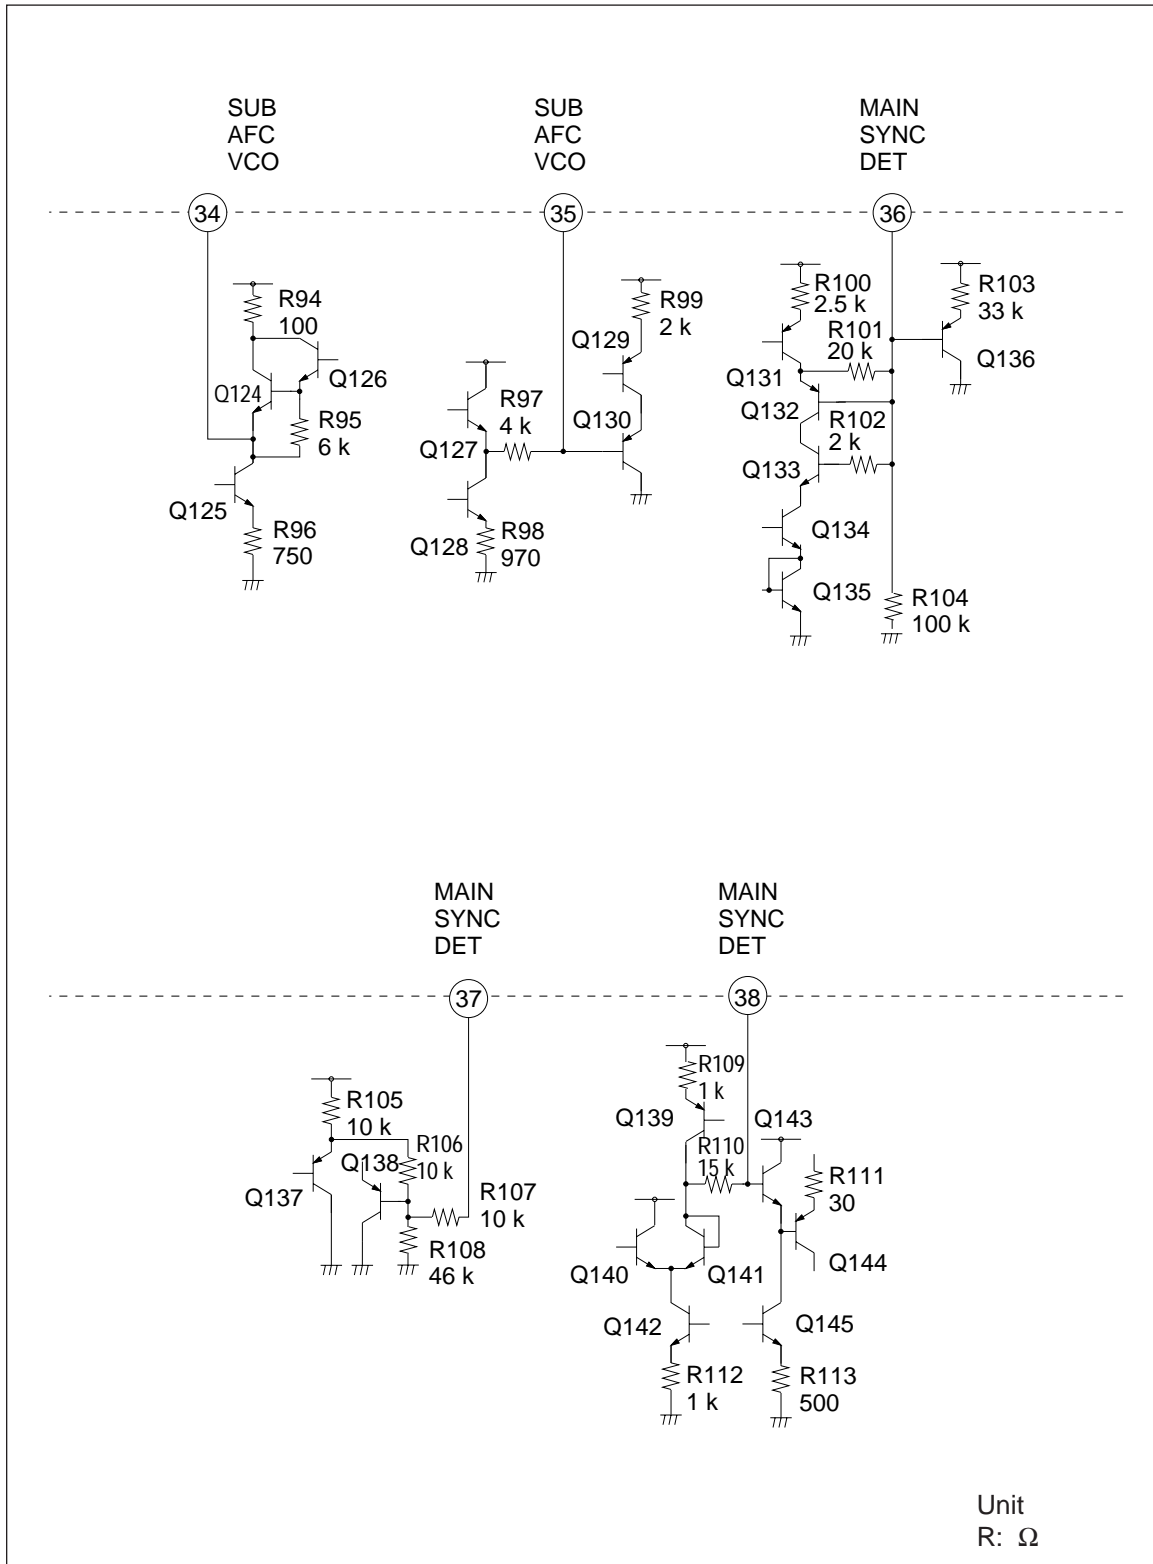 SUB
AFC
VCO
SUB
AFC
VCO
MAIN
SYNC
DET
34
35
36
R94
100
Q124
Q126
R95
6 k
Q125
R96
750
R99
2 k
Q129
R97
4 k
Q130
Q127
Q128
R98
970
R100
2.5 k
R101
20 k
R103
33 k
Q131
Q136
Q132
R102
2 k
Q133
Q134
Q135
R104
100 k
MAIN
SYNC
DET
MAIN
SYNC
DET
37
38
R105
10 k
R106
10 k
Q138
Q137
R107
10 k
R108
46 k
R109
1 k
Q139
Q143
R110
15 k
R111
30
Q140
Q141
Q144
Q142
Q145
R112
1 k
R113
500
Unit
R: Ω